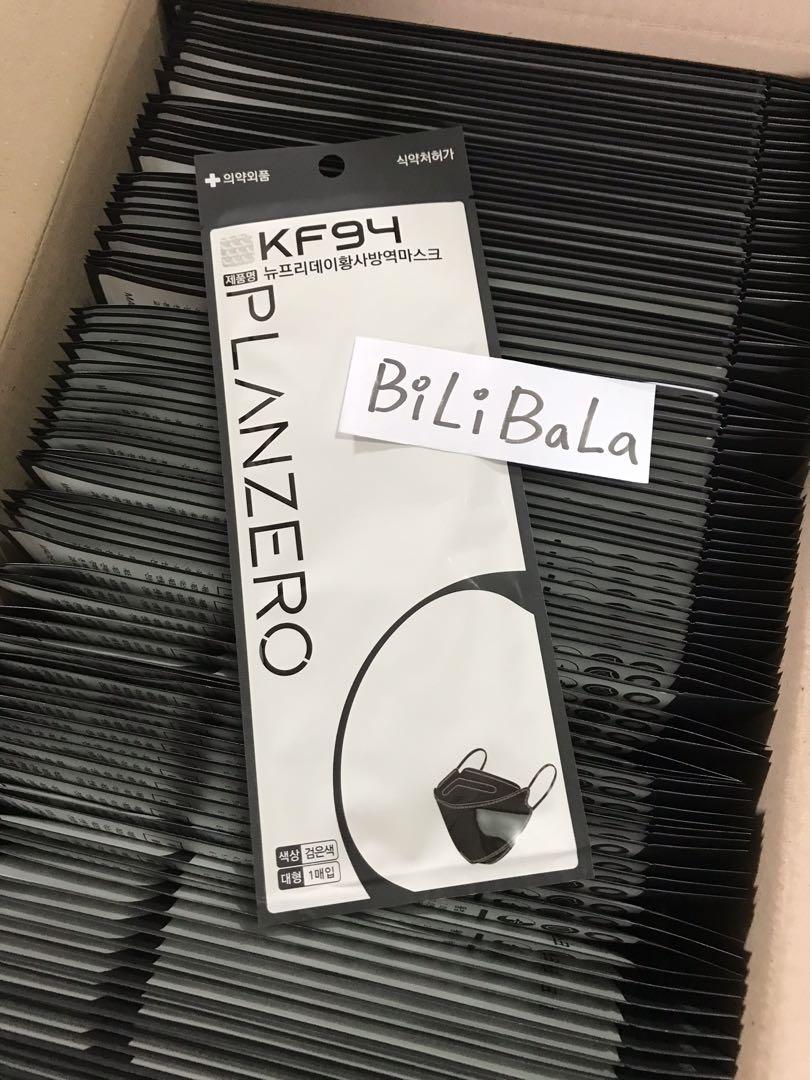 의약외품
식약처허가
KF94
제품명 뉴프리데이황사방역마스크
PLANZERO
BiLiBaLa
색상 검은색
대형 1매입